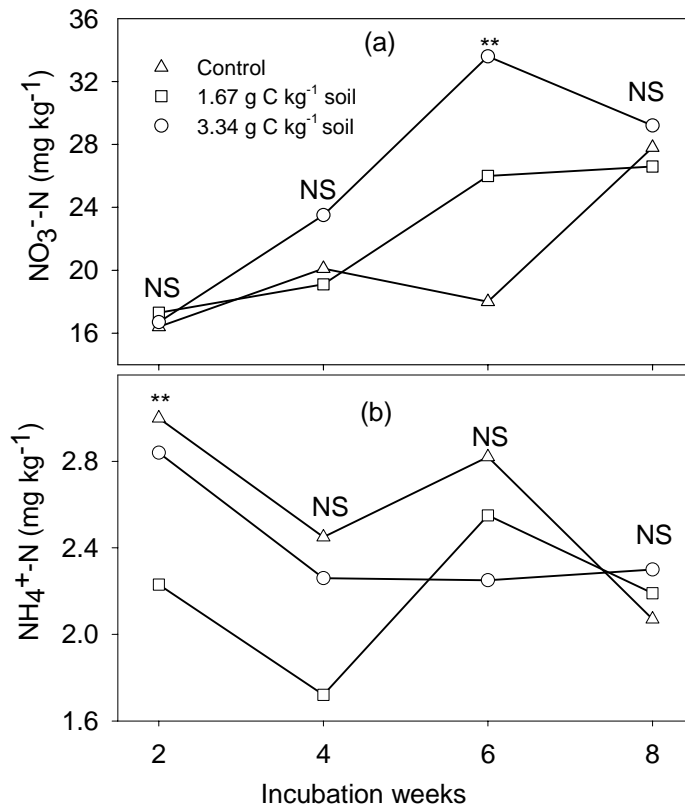 36
(a)
**
Control
1.67 g C kg⁻¹ soil
NS
32
3.34 g C kg⁻¹ soil
28
NS
24
NS
20
16
NO₃⁻-N (mg kg⁻¹)
**
(b)
NS
2.8
NS
NS
2.4
2.0
1.6
NH₄⁺-N (mg kg⁻¹)
2 4 6 8
Incubation weeks